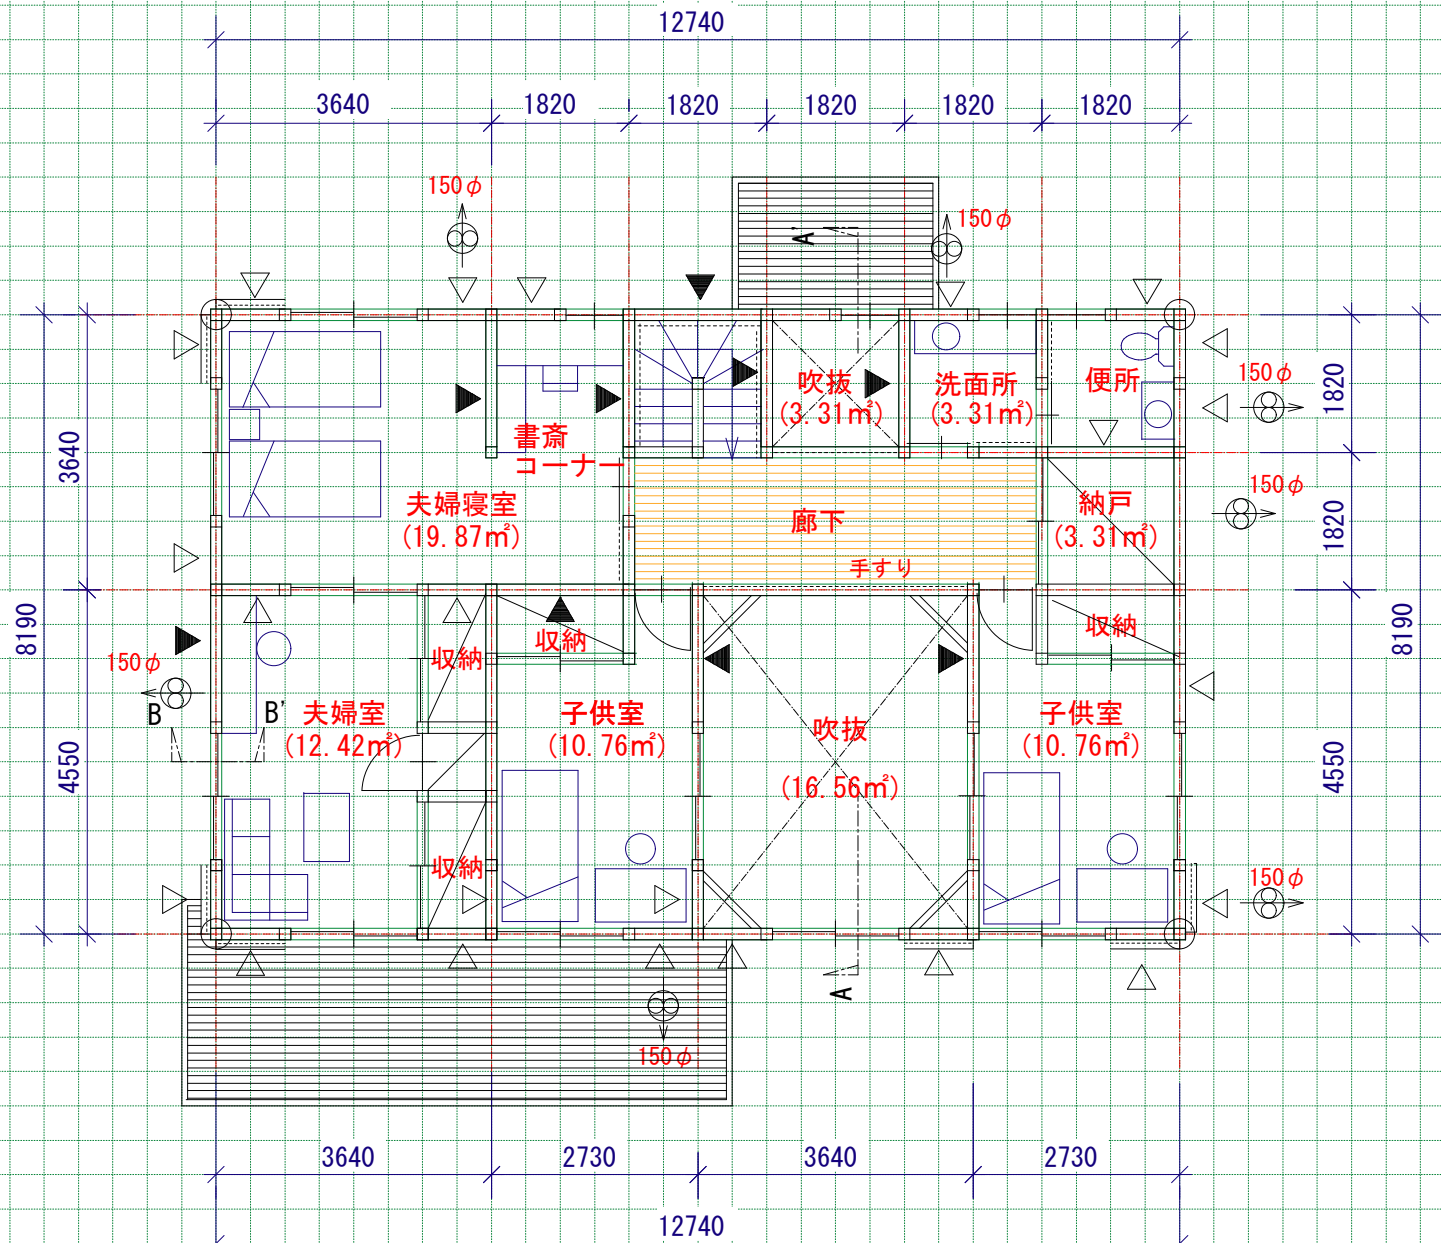 12740
3640
1820
1820
1820
1820
1820
150φ
150φ
A'
吹抜
(3.31㎡)
洗面所
(3.31㎡)
便所
150φ
1820
書斎
コーナー
3640
夫婦寝室
(19.87㎡)
廊下
手すり
納戸
(3.31㎡)
150φ
1820
8190
収納
収納
収納
8190
150φ
B
B'
夫婦室
(12.42㎡)
子供室
(10.76㎡)
吹抜
(16.56㎡)
子供室
(10.76㎡)
4550
4550
収納
150φ
A
150φ
3640
2730
3640
2730
12740